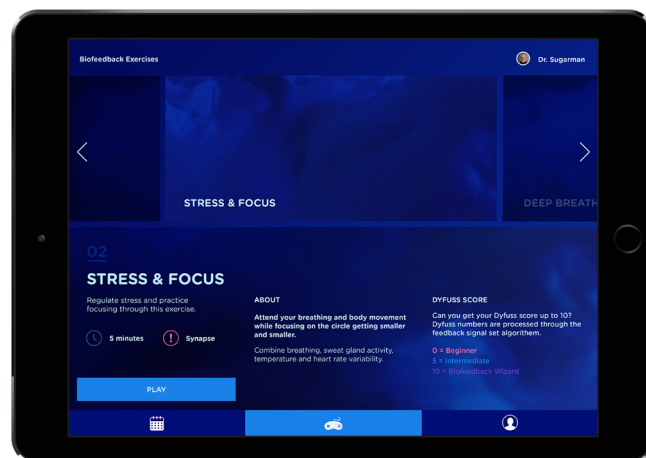 Biofeedback Exercises
Dr. Sugarman
STRESS & FOCUS
DEEP BREATH
02
STRESS & FOCUS
Regulate stress and practice
focusing through this exercise.
5 minutes
Synapse
PLAY
ABOUT
Attend your breathing and body movement
while focusing on the circle getting smaller
and smaller.
Combine breathing, sweat gland activity,
temperature and heart rate variability.
DYFUSS SCORE
Can you get your Dyfuss score up to 10?
Dyfuss numbers are processed through the
feedback signal set algorithem.
0 = Beginner
5 = Intermediate
10 = Biofeedback Wizard